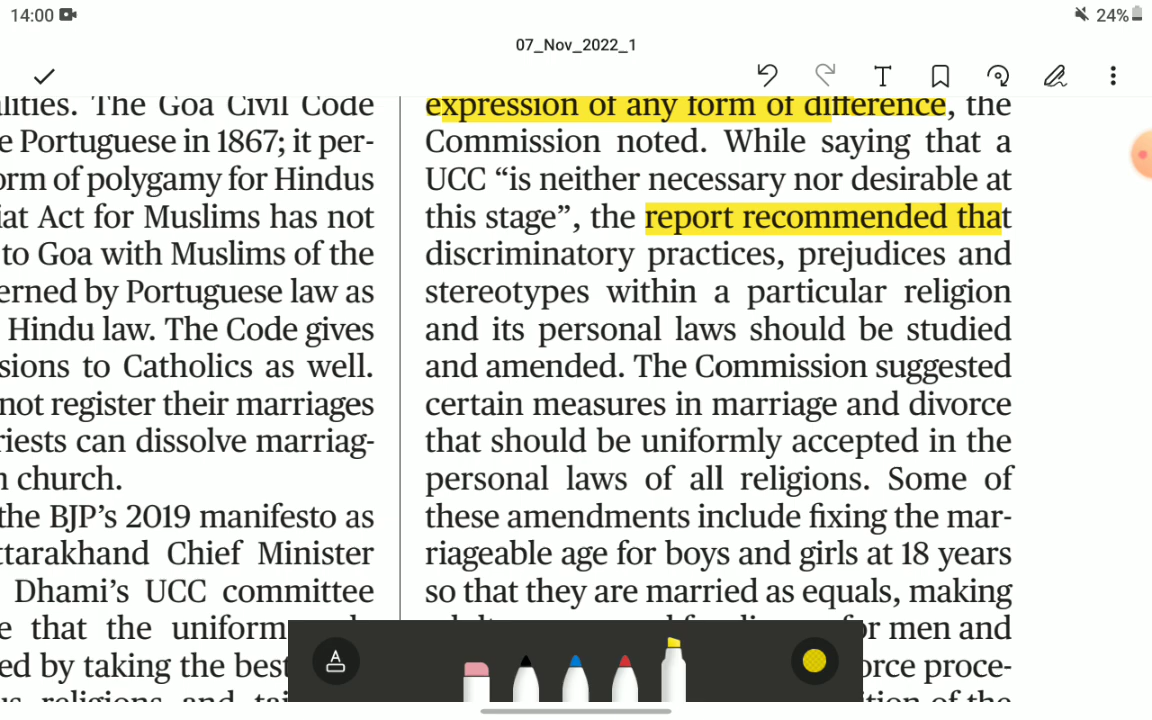 14:00
24%
07_Nov_2022_1
T
lities. The Goa Civil Code
e Portuguese in 1867; it per-
orm of polygamy for Hindus
iat Act for Muslims has not
to Goa with Muslims of the
erned by Portuguese law as
Hindu law. The Code gives
sions to Catholics as well.
not register their marriages
riests can dissolve marriag-
n church.
the BJP’s 2019 manifesto as
ttarakhand Chief Minister
Dhami’s UCC committee
e that the uniform
ed by taking the best
us religions and tai
expression of any form of difference, the
Commission noted. While saying that a
UCC “is neither necessary nor desirable at
this stage”, the report recommended that
discriminatory practices, prejudices and
stereotypes within a particular religion
and its personal laws should be studied
and amended. The Commission suggested
certain measures in marriage and divorce
that should be uniformly accepted in the
personal laws of all religions. Some of
these amendments include fixing the mar-
riageable age for boys and girls at 18 years
so that they are married as equals, making
for men and
orce proce-
ition of the
A